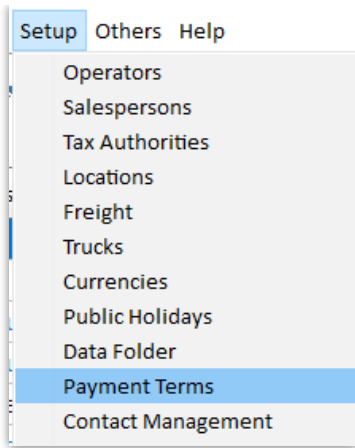 Setup Others Help
Operators
Salespersons
Tax Authorities
Locations
Freight
Trucks
Currencies
Public Holidays
Data Folder
Payment Terms
Contact Management